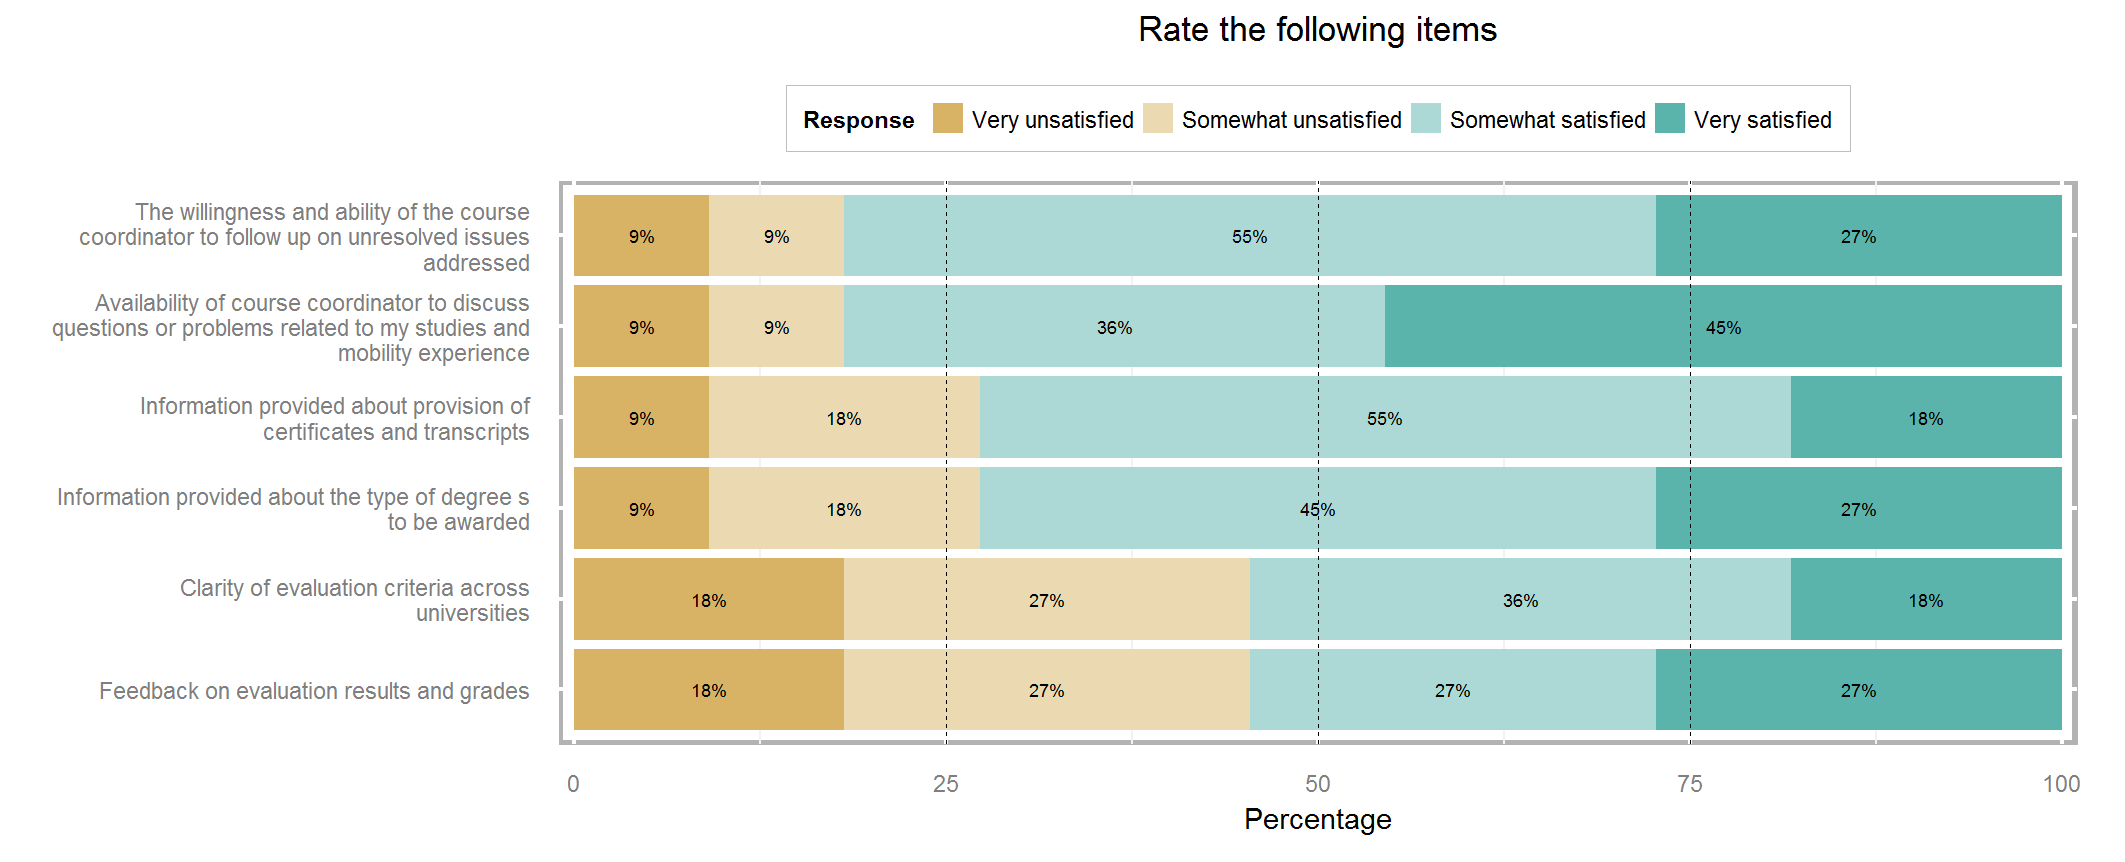 Rate the following items
Response Very unsatisfied Somewhat unsatisfied Somewhat satisfied Very satisfied
The willingness and ability of the course
coordinator to follow up on unresolved issues
addressed
9% 9% 55% 27%
Availability of course coordinator to discuss
questions or problems related to my studies and
mobility experience
9% 9% 36% 45%
Information provided about provision of
certificates and transcripts
9% 18% 55% 18%
Information provided about the type of degree s
to be awarded
9% 18% 45% 27%
Clarity of evaluation criteria across
universities
18% 27% 36% 18%
Feedback on evaluation results and grades
18% 27% 27% 27%
0 25 50 75 100
Percentage